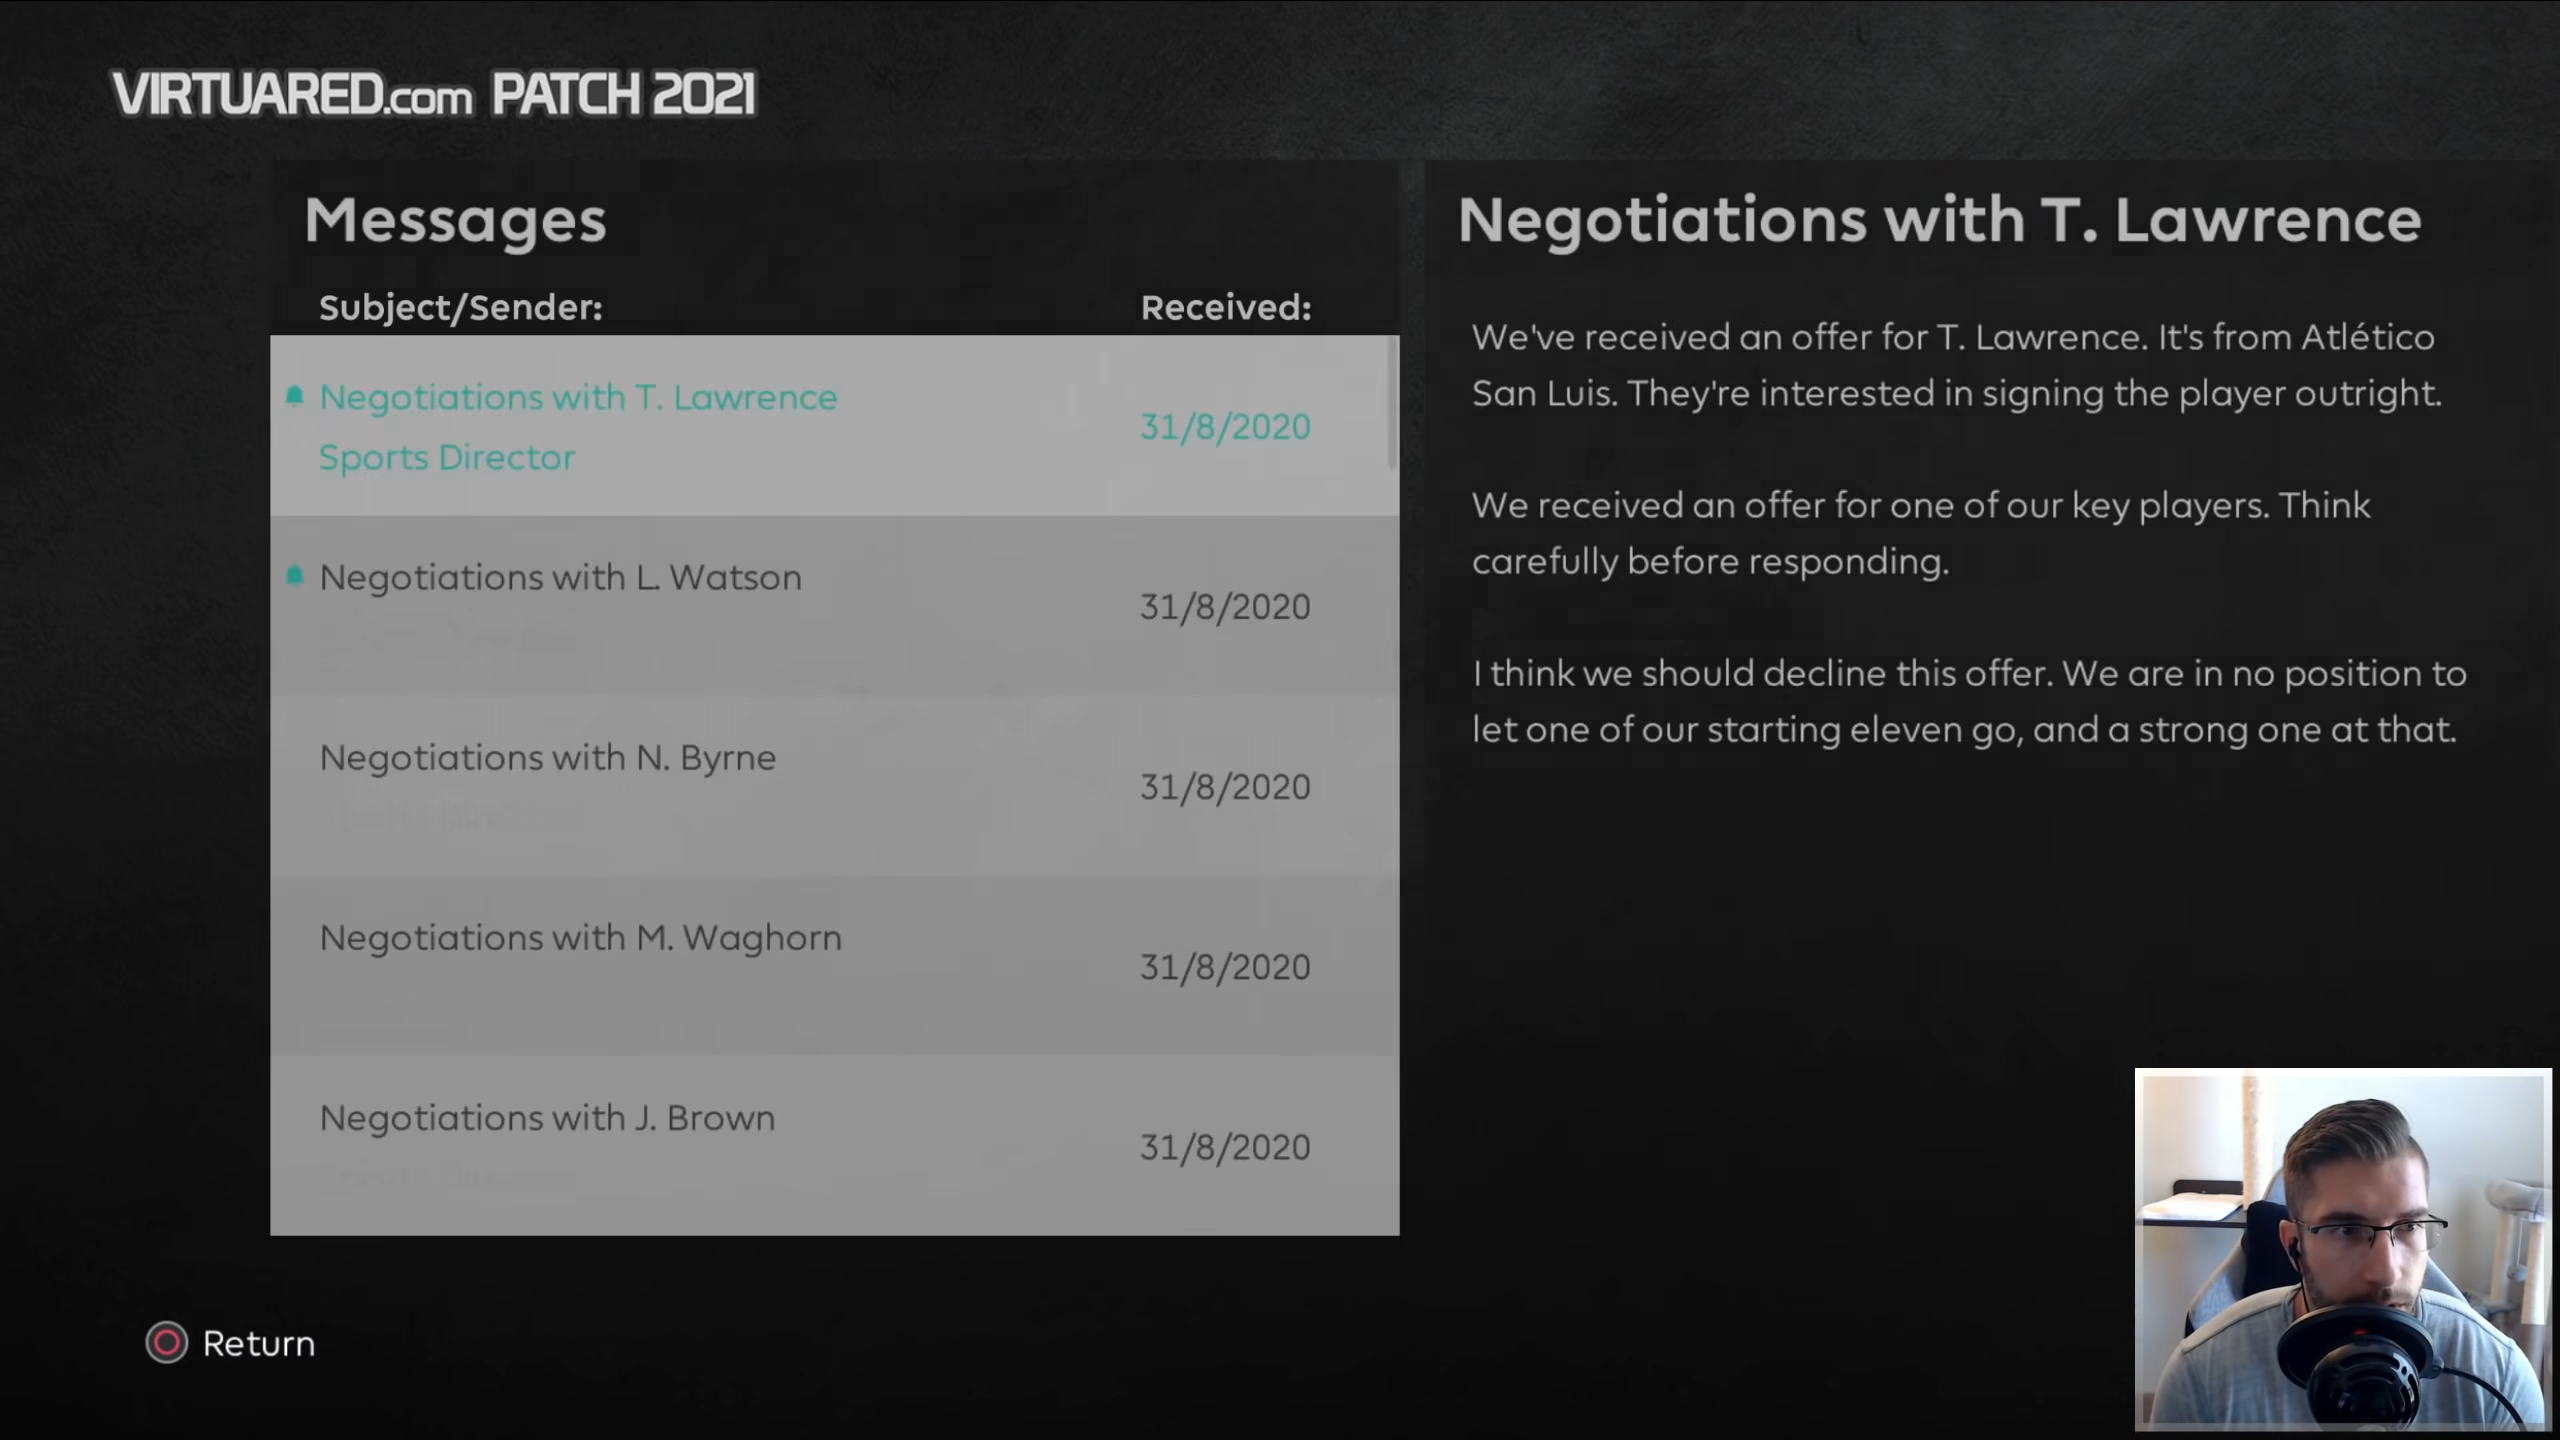 VIRTUARED.com PATCH 2021
Messages
Subject/Sender:
Received:
Negotiations with T. Lawrence
Sports Director
31/8/2020
Negotiations with L. Watson
31/8/2020
Negotiations with N. Byrne
31/8/2020
Negotiations with M. Waghorn
31/8/2020
Negotiations with J. Brown
31/8/2020
Negotiations with T. Lawrence
We've received an offer for T. Lawrence. It's from Atlético
San Luis. They're interested in signing the player outright.
We received an offer for one of our key players. Think
carefully before responding.
I think we should decline this offer. We are in no position to
let one of our starting eleven go, and a strong one at that.
Return